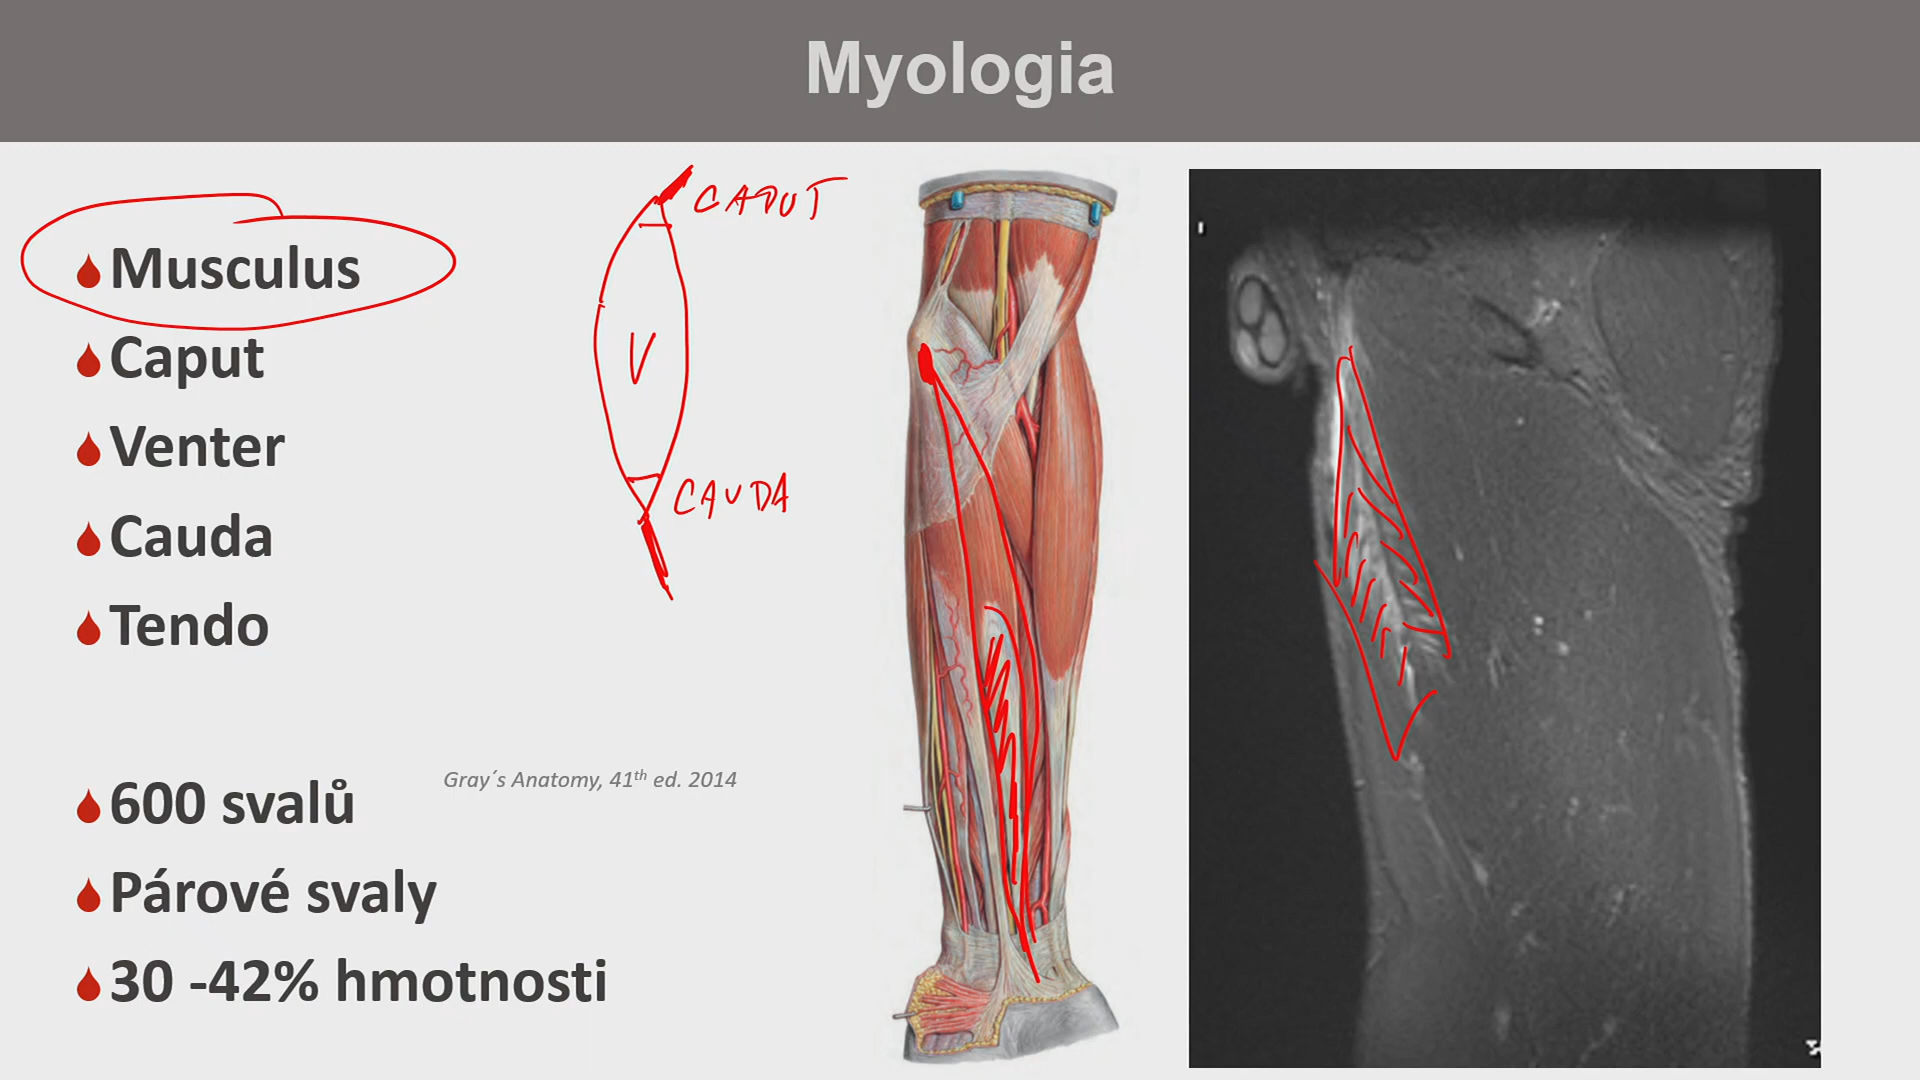 Myologia
Musculus
Caput
Venter
Cauda
Tendo
600 svalů
Párové svaly
30 -42% hmotnosti
Gray´s Anatomy, 41th ed. 2014
CAPUT
V
CAUDA